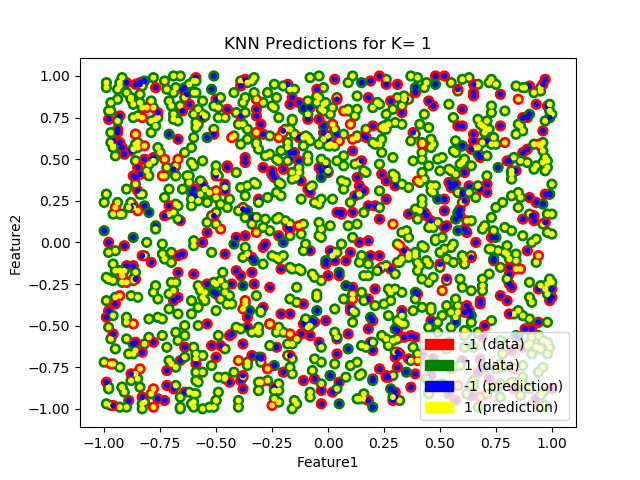 KNN Predictions for K= 1
1.00
0.75
0.50
0.25
0.00
−0.25
−0.50
−0.75
−1.00
Feature2
-1 (data)
1 (data)
-1 (prediction)
1 (prediction)
−1.00 −0.75 −0.50 −0.25 0.00 0.25 0.50 0.75 1.00
Feature1